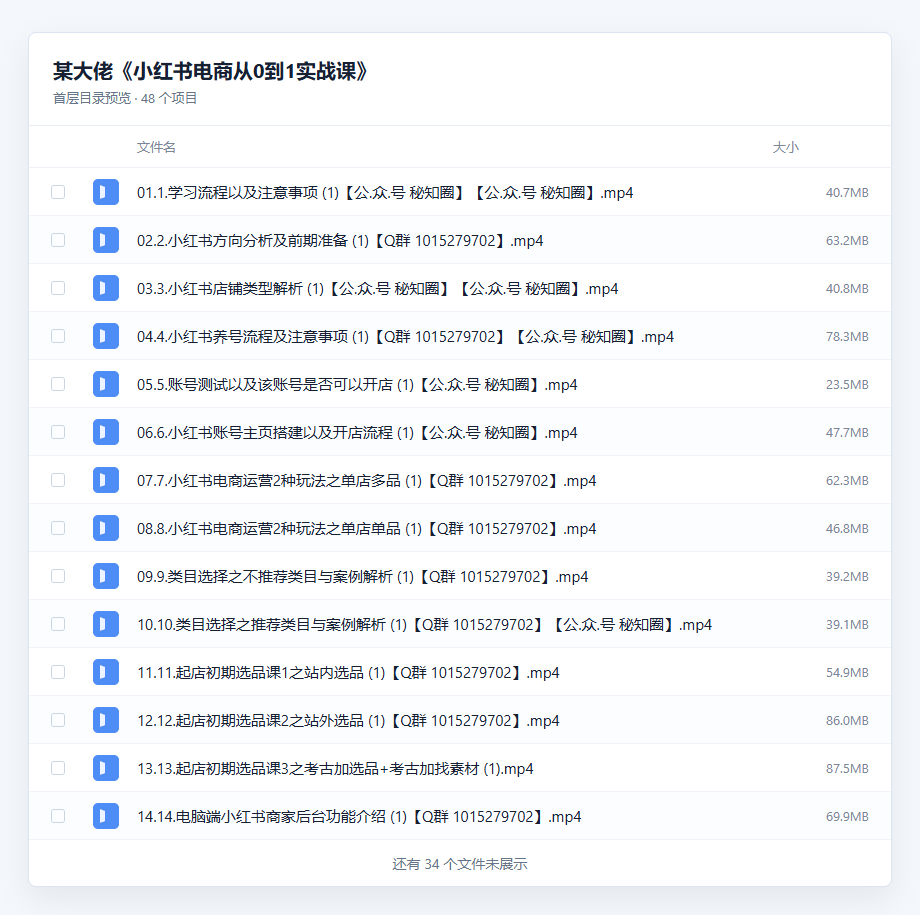 某大佬《小红书电商从0到1实战课》
首层目录预览 · 48 个项目
文件名 大小
01.1.学习流程以及注意事项 (1)【公.众.号 秘知圈】【公.众.号 秘知圈】.mp4 40.7MB
02.2.小红书方向分析及前期准备 (1)【Q群 1015279702】.mp4 63.2MB
03.3.小红书店铺类型解析 (1)【公.众.号 秘知圈】【公.众.号 秘知圈】.mp4 40.8MB
04.4.小红书养号流程及注意事项 (1)【Q群 1015279702】【公.众.号 秘知圈】.mp4 78.3MB
05.5.账号测试以及该账号是否可以开店 (1)【公.众.号 秘知圈】.mp4 23.5MB
06.6.小红书账号主页搭建以及开店流程 (1)【公.众.号 秘知圈】.mp4 47.7MB
07.7.小红书电商运营2种玩法之单店多品 (1)【Q群 1015279702】.mp4 62.3MB
08.8.小红书电商运营2种玩法之单店单品 (1)【Q群 1015279702】.mp4 46.8MB
09.9.类目选择之不推荐类目与案例解析 (1)【Q群 1015279702】.mp4 39.2MB
10.10.类目选择之推荐类目与案例解析 (1)【Q群 1015279702】【公.众.号 秘知圈】.mp4 39.1MB
11.11.起店初期选品课1之站内选品 (1)【Q群 1015279702】.mp4 54.9MB
12.12.起店初期选品课2之站外选品 (1)【Q群 1015279702】.mp4 86.0MB
13.13.起店初期选品课3之考古加选品+考古加找素材 (1).mp4 87.5MB
14.14.电脑端小红书商家后台功能介绍 (1)【Q群 1015279702】.mp4 69.9MB
还有 34 个文件未展示